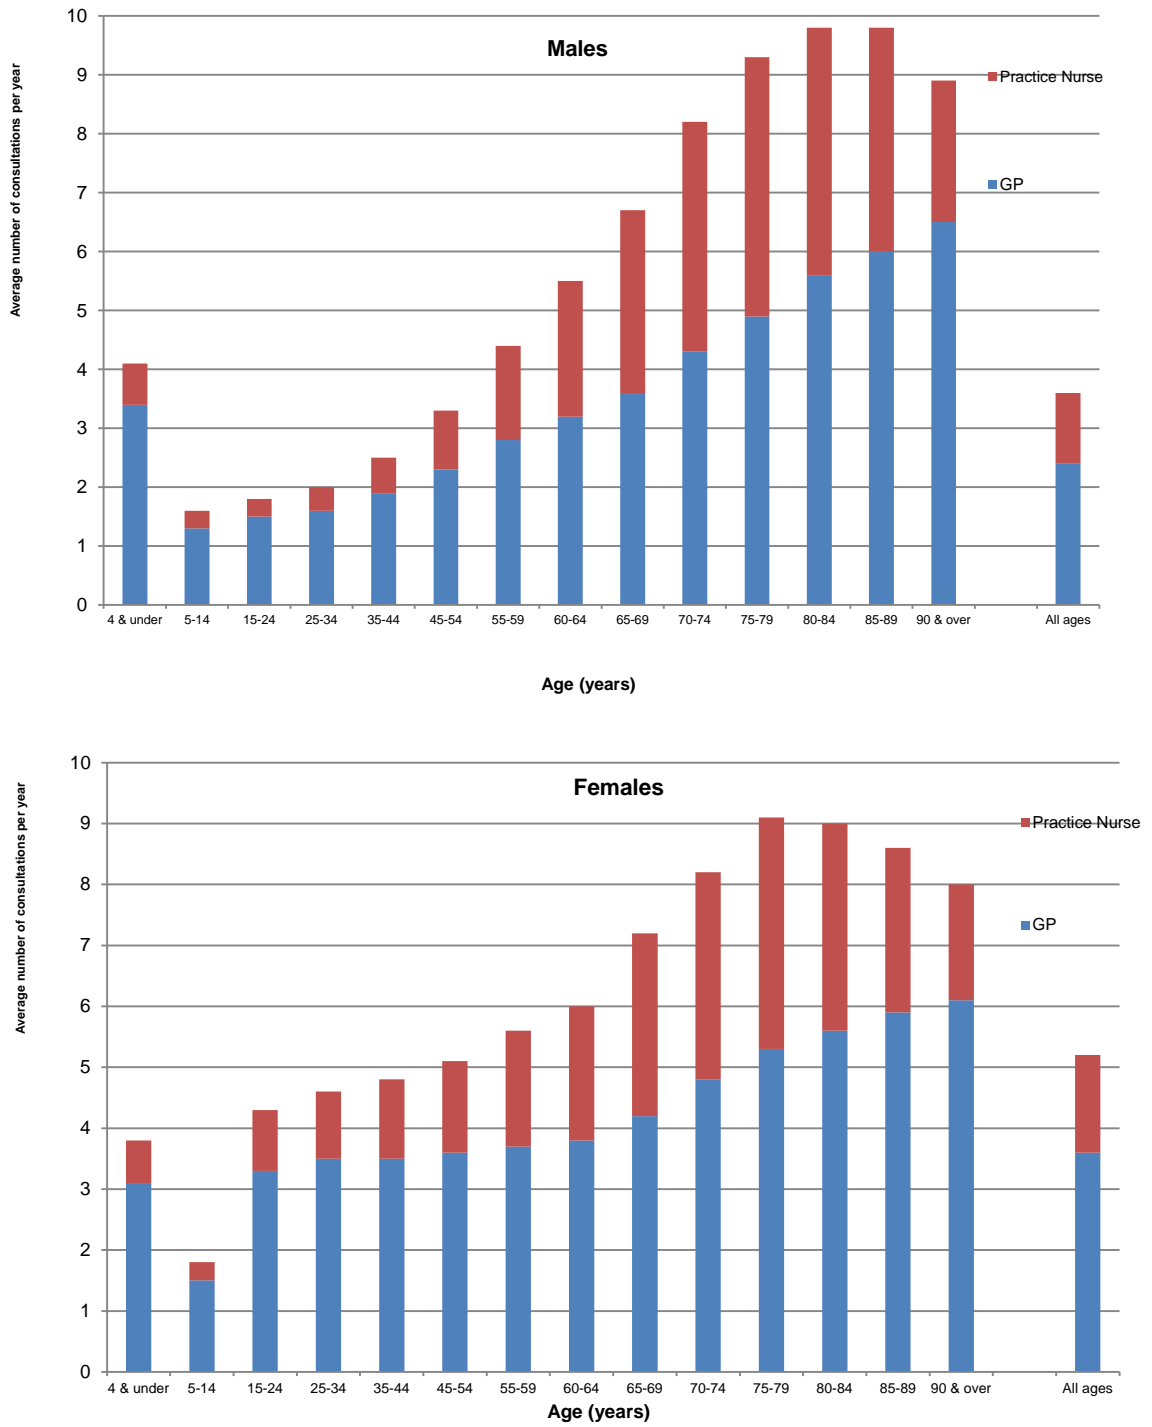 Males
Average number of consultations per year
10
9
8
7
6
5
4
3
2
1
0
Practice Nurse
GP
4 & under 5-14 15-24 25-34 35-44 45-54 55-59 60-64 65-69 70-74 75-79 80-84 85-89 90 & over All ages
Age (years)
Females
Average number of consultations per year
10
9
8
7
6
5
4
3
2
1
0
Practice Nurse
GP
4 & under 5-14 15-24 25-34 35-44 45-54 55-59 60-64 65-69 70-74 75-79 80-84 85-89 90 & over All ages
Age (years)